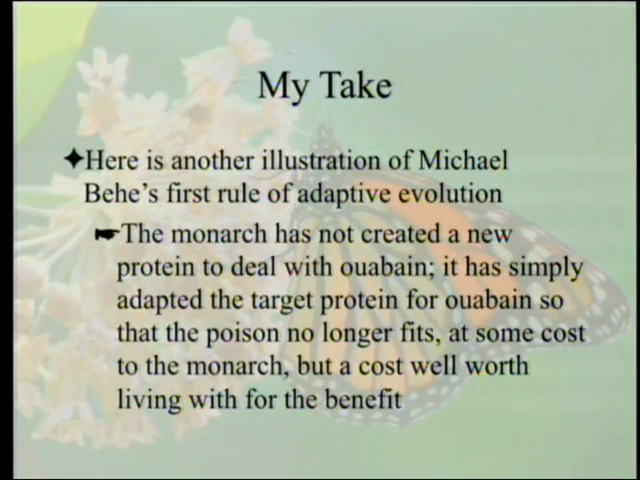 My Take
Here is another illustration of Michael
Behe's first rule of adaptive evolution
The monarch has not created a new
protein to deal with ouabain; it has simply
adapted the target protein for ouabain so
that the poison no longer fits, at some cost
to the monarch, but a cost well worth
living with for the benefit